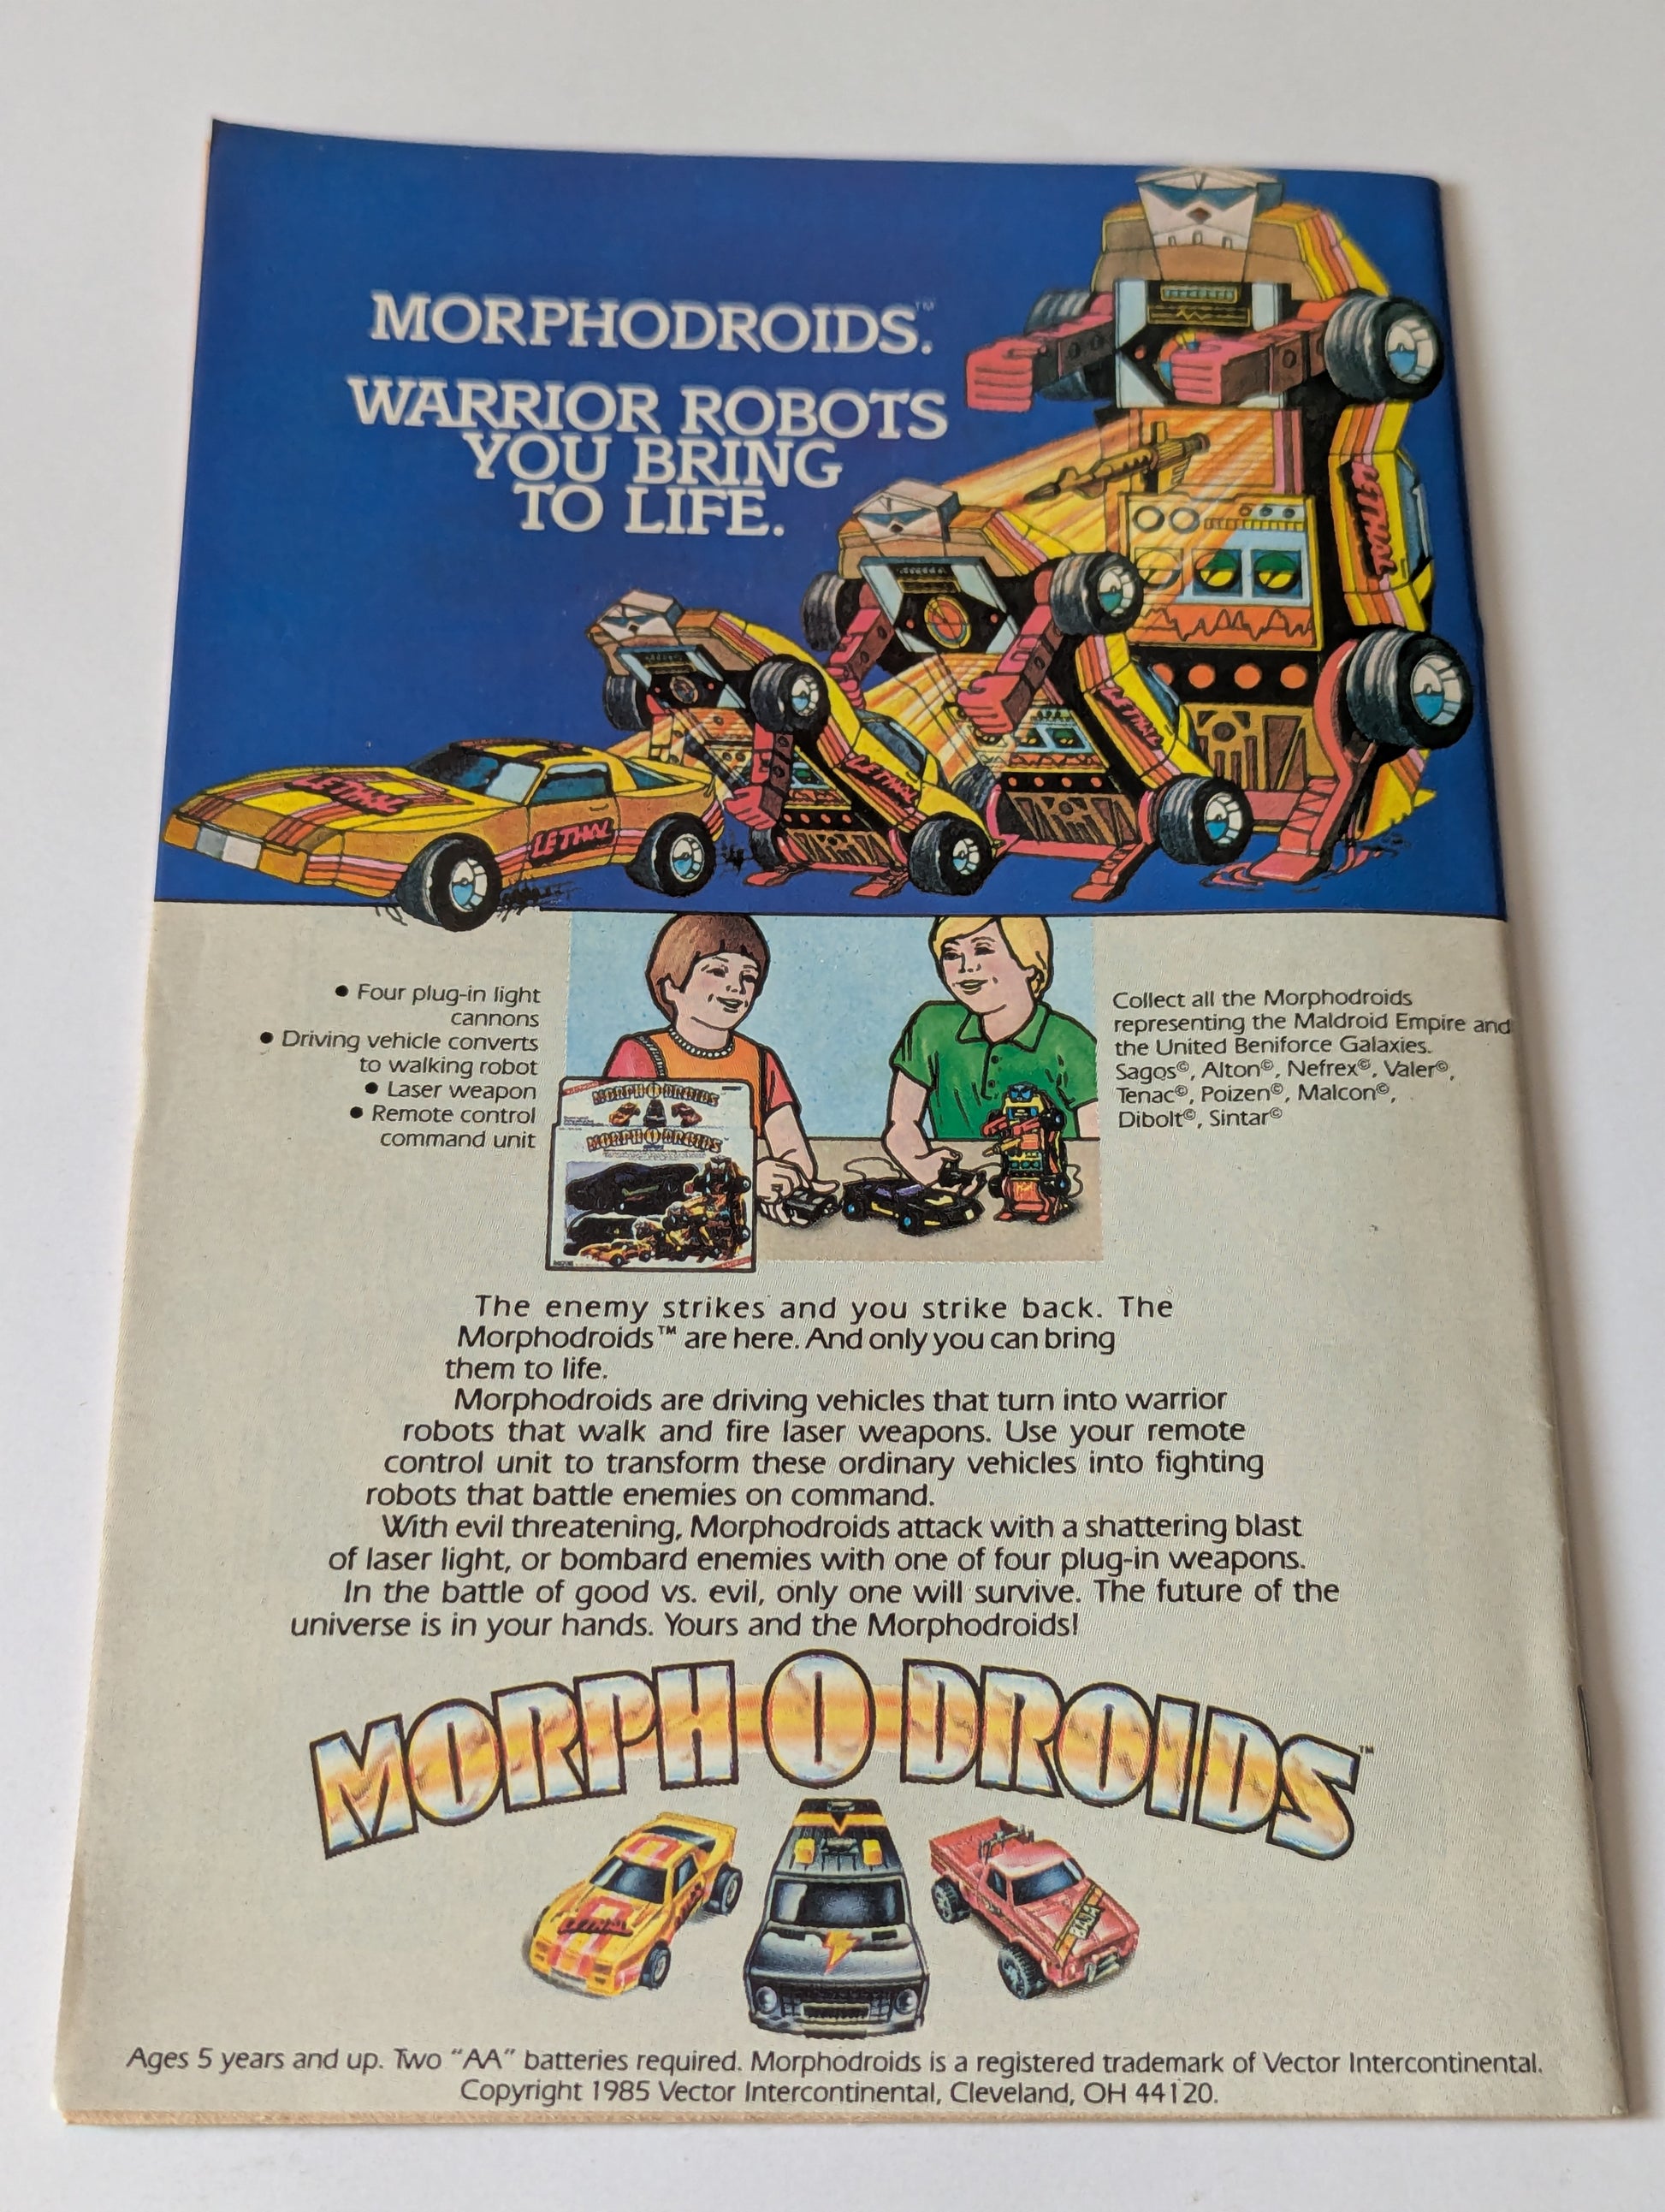 MORPHODROIDS.™
WARRIOR ROBOTS
YOU BRING
TO LIFE.
LETHAL
LETHAL
LETHAL
LETHAL
LETHAL
• Four plug-in light
cannons
• Driving vehicle converts
to walking robot
• Laser weapon
• Remote control
command unit
MORPH O DROIDS
MORPH O DROIDS
Collect all the Morphodroids
representing the Maldroid Empire and
the United Beniforce Galaxies.
Sagos©, Alton©, Nefrex©, Valer©,
Tenac©, Poizen©, Malcon©,
Dibolt©, Sintar©
The enemy strikes and you strike back. The
Morphodroids™ are here. And only you can bring
them to life.
Morphodroids are driving vehicles that turn into warrior
robots that walk and fire laser weapons. Use your remote
control unit to transform these ordinary vehicles into fighting
robots that battle enemies on command.
With evil threatening, Morphodroids attack with a shattering blast
of laser light, or bombard enemies with one of four plug-in weapons.
In the battle of good vs. evil, only one will survive. The future of the
universe is in your hands. Yours and the Morphodroids!
MORPH O DROIDS™
LETHAL
BAJA
Ages 5 years and up. Two "AA" batteries required. Morphodroids is a registered trademark of Vector Intercontinental.
Copyright 1985 Vector Intercontinental, Cleveland, OH 44120.